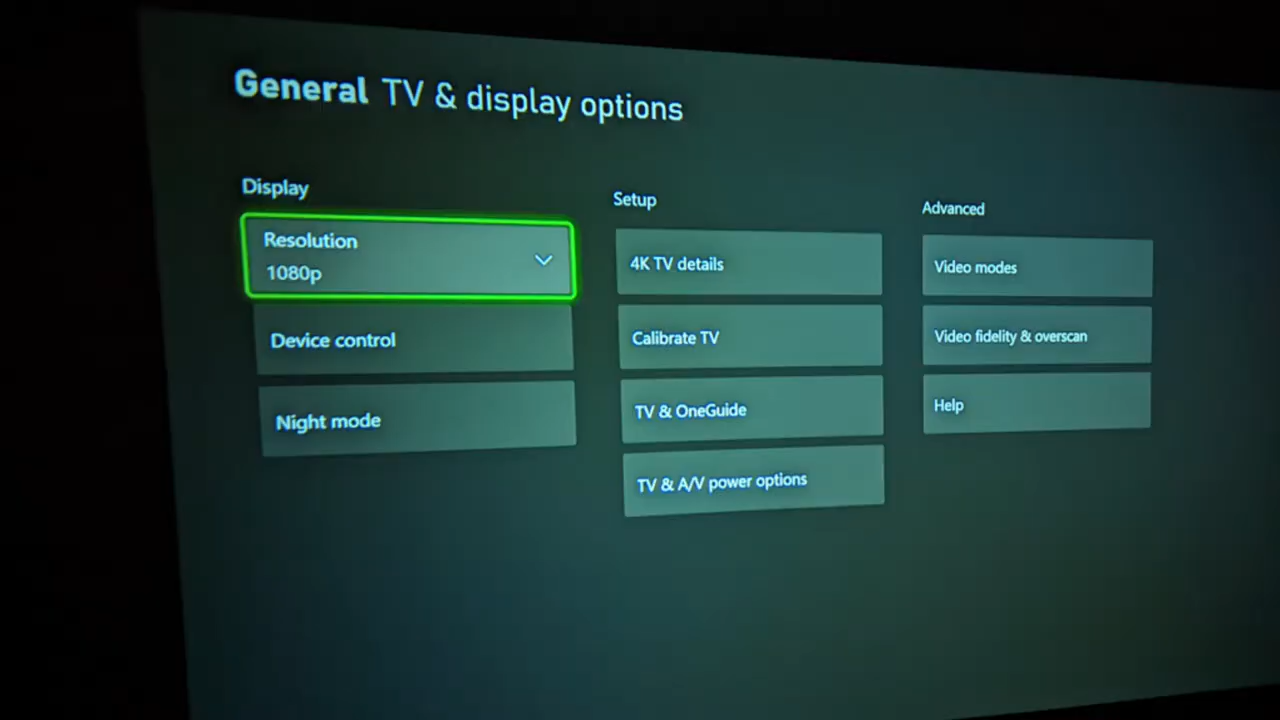 General TV & display options
Display
Resolution
1080p
Device control
Night mode
Setup
4K TV details
Calibrate TV
TV & OneGuide
TV & A/V power options
Advanced
Video modes
Video fidelity & overscan
Help